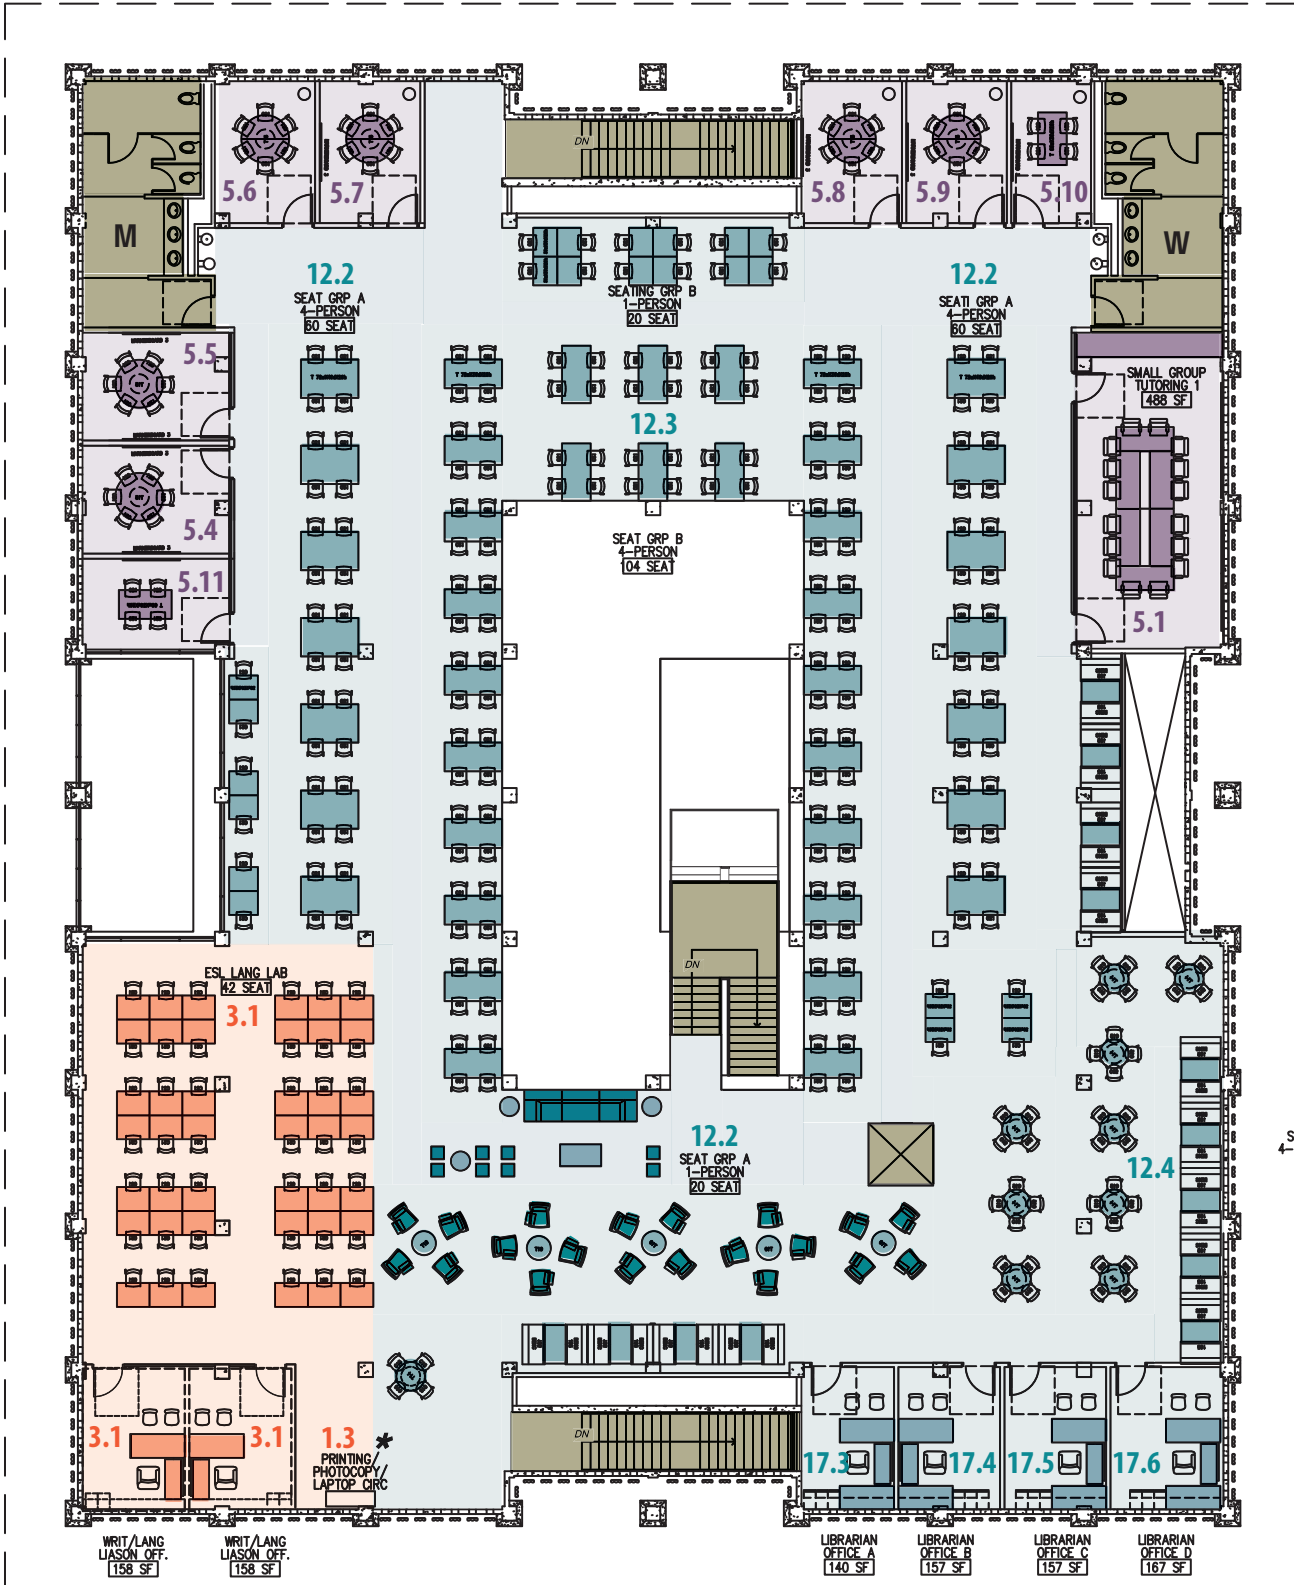 DN
5.6
5.7
5.8
5.9
5.10
M
W
12.2
SEAT GRP A
4-PERSON
60 SEAT
SEATING GRP B
1-PERSON
20 SEAT
12.2
SEATI GRP A
4-PERSON
60 SEAT
5.5
SMALL GROUP
TUTORING 1
488 SF
12.3
5.4
SEAT GRP B
4-PERSON
104 SEAT
5.11
5.1
DN
ESL LANG LAB
42 SEAT
3.1
12.2
SEAT GRP A
1-PERSON
20 SEAT
12.4
S
4-
3.1
3.1
1.3 *
PRINTING/
PHOTOCOPY/
LAPTOP CIRC
DN
17.3
17.4
17.5
17.6
WRIT/LANG
LIASON OFF.
158 SF
WRIT/LANG
LIASON OFF.
158 SF
LIBRARIAN
OFFICE A
140 SF
LIBRARIAN
OFFICE B
157 SF
LIBRARIAN
OFFICE C
157 SF
LIBRARIAN
OFFICE D
167 SF